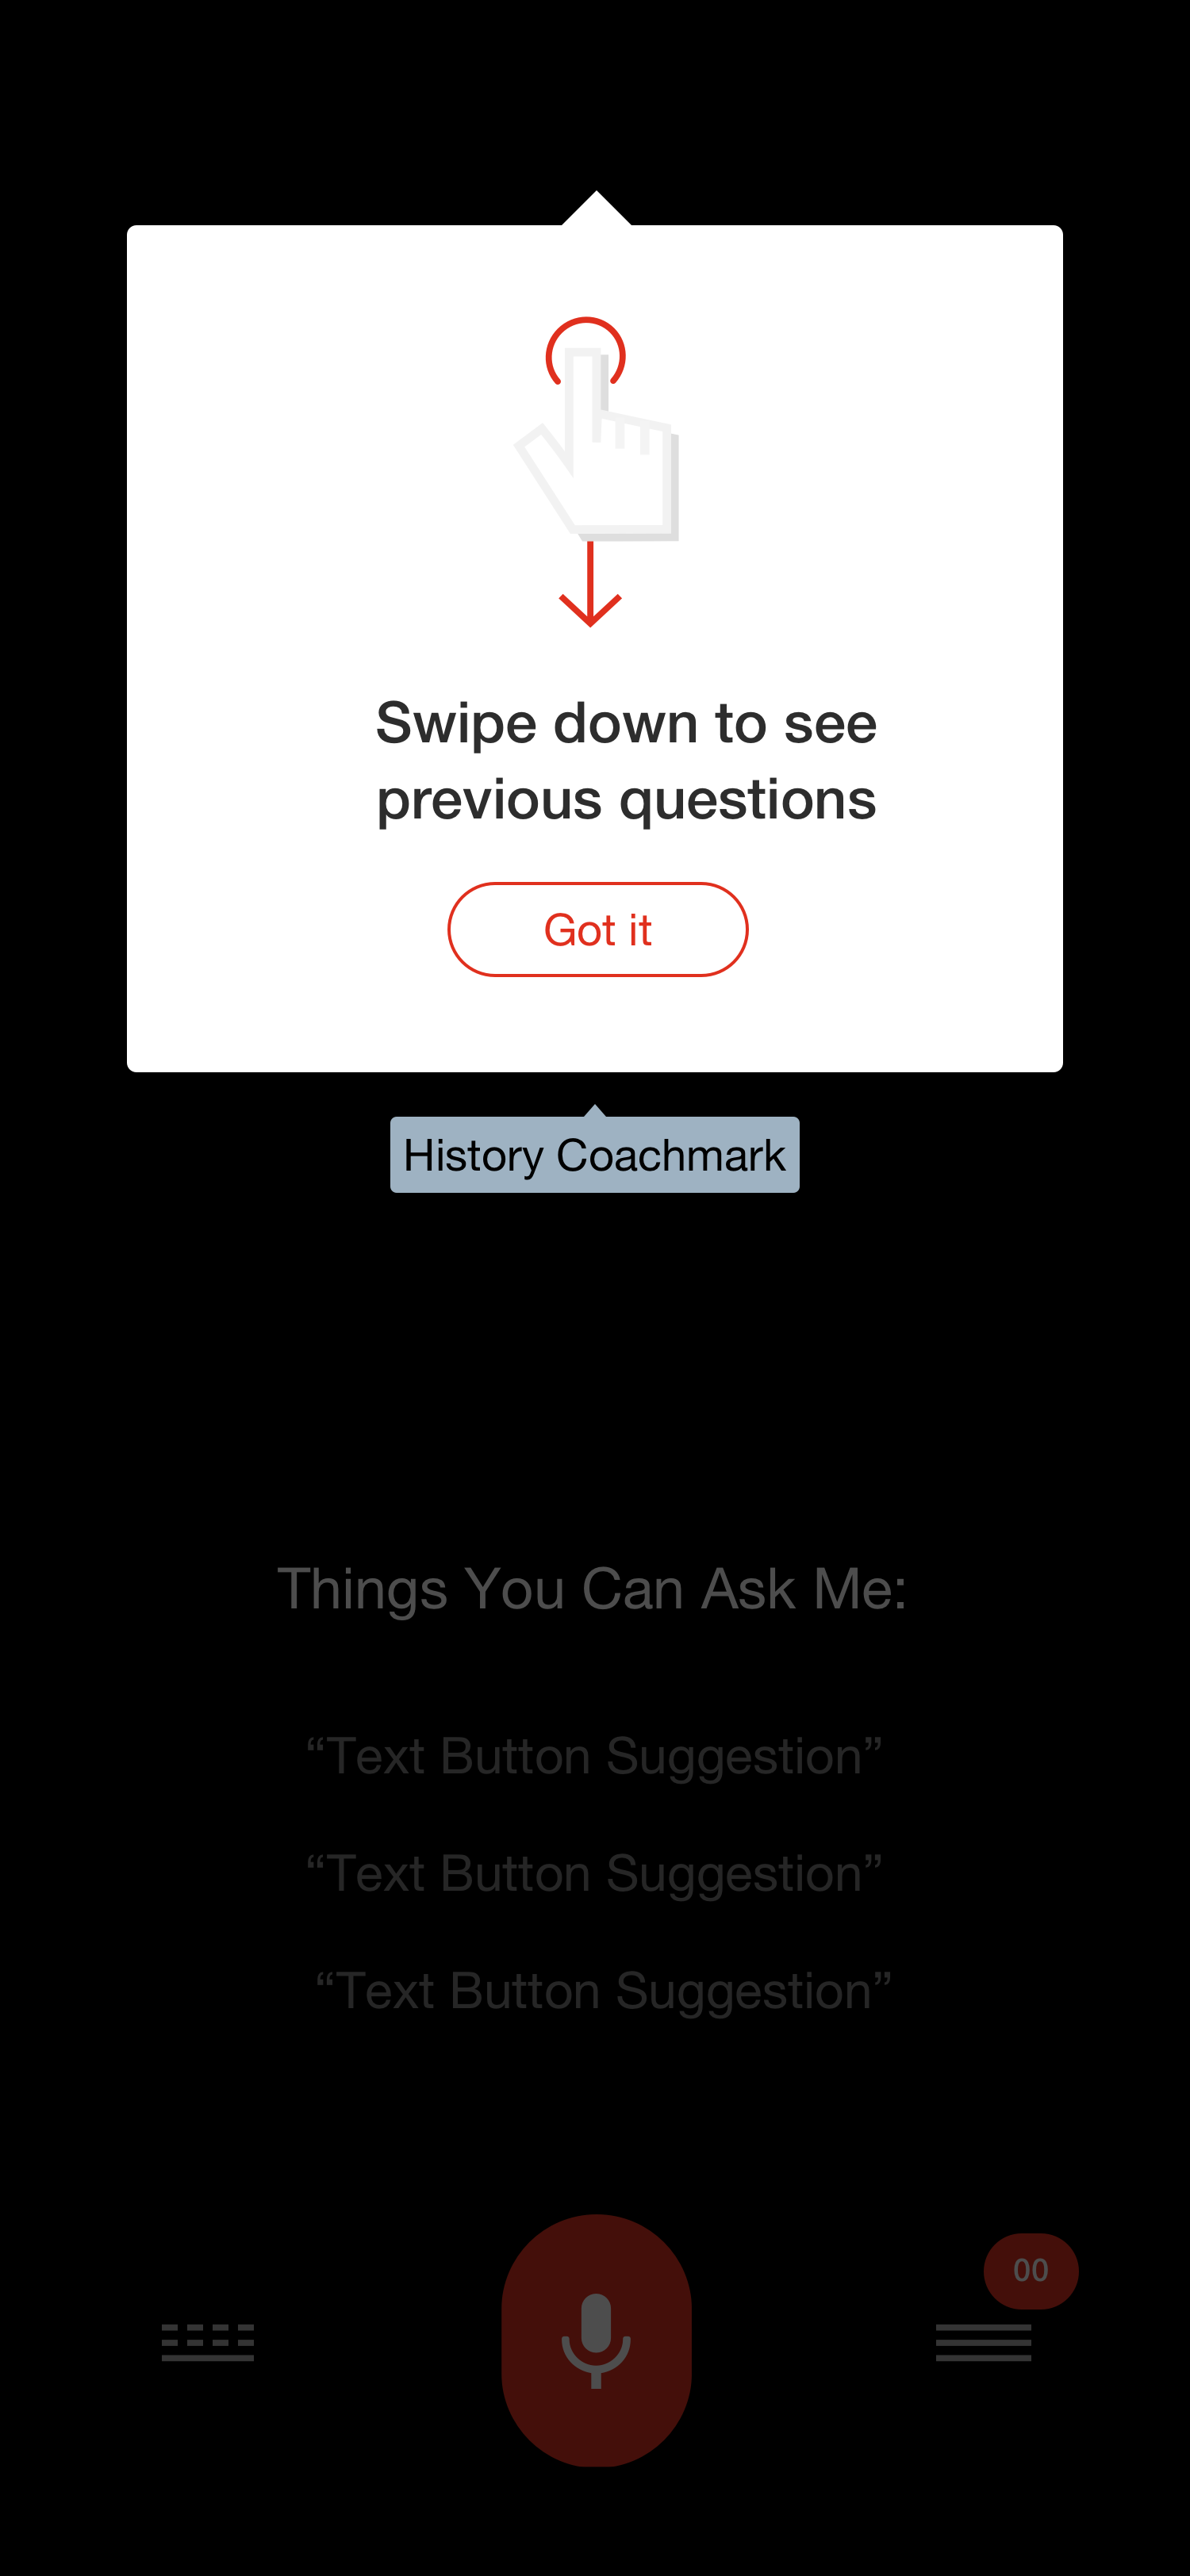 Swipe down to see
previous questions
Got it
History Coachmark
Things You Can Ask Me:
“Text Button Suggestion”
“Text Button Suggestion”
“Text Button Suggestion”
00